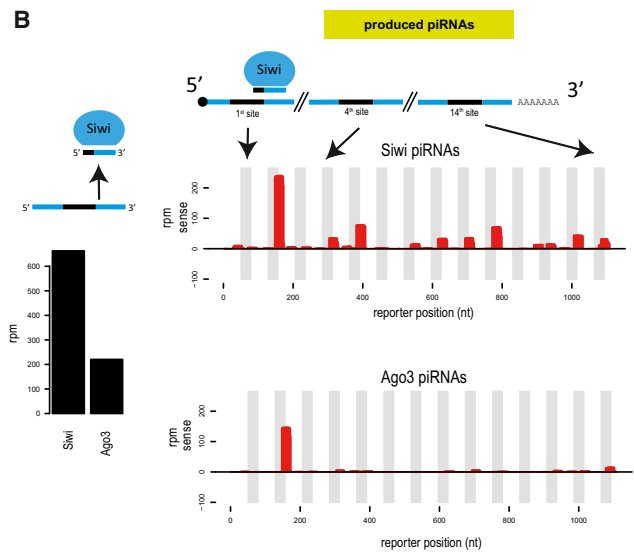 B
produced piRNAs
Siwi
5’
3’
1st site
4th site
14th site
AAAAAAA
Siwi
5’
3’
5’
3’
Siwi piRNAs
rpm
sense
200
100
0
−100
0
200
400
600
800
1000
reporter position (nt)
rpm
600
500
400
300
200
100
0
Siwi
Ago3
Ago3 piRNAs
rpm
sense
200
100
0
−100
0
200
400
600
800
1000
reporter position (nt)